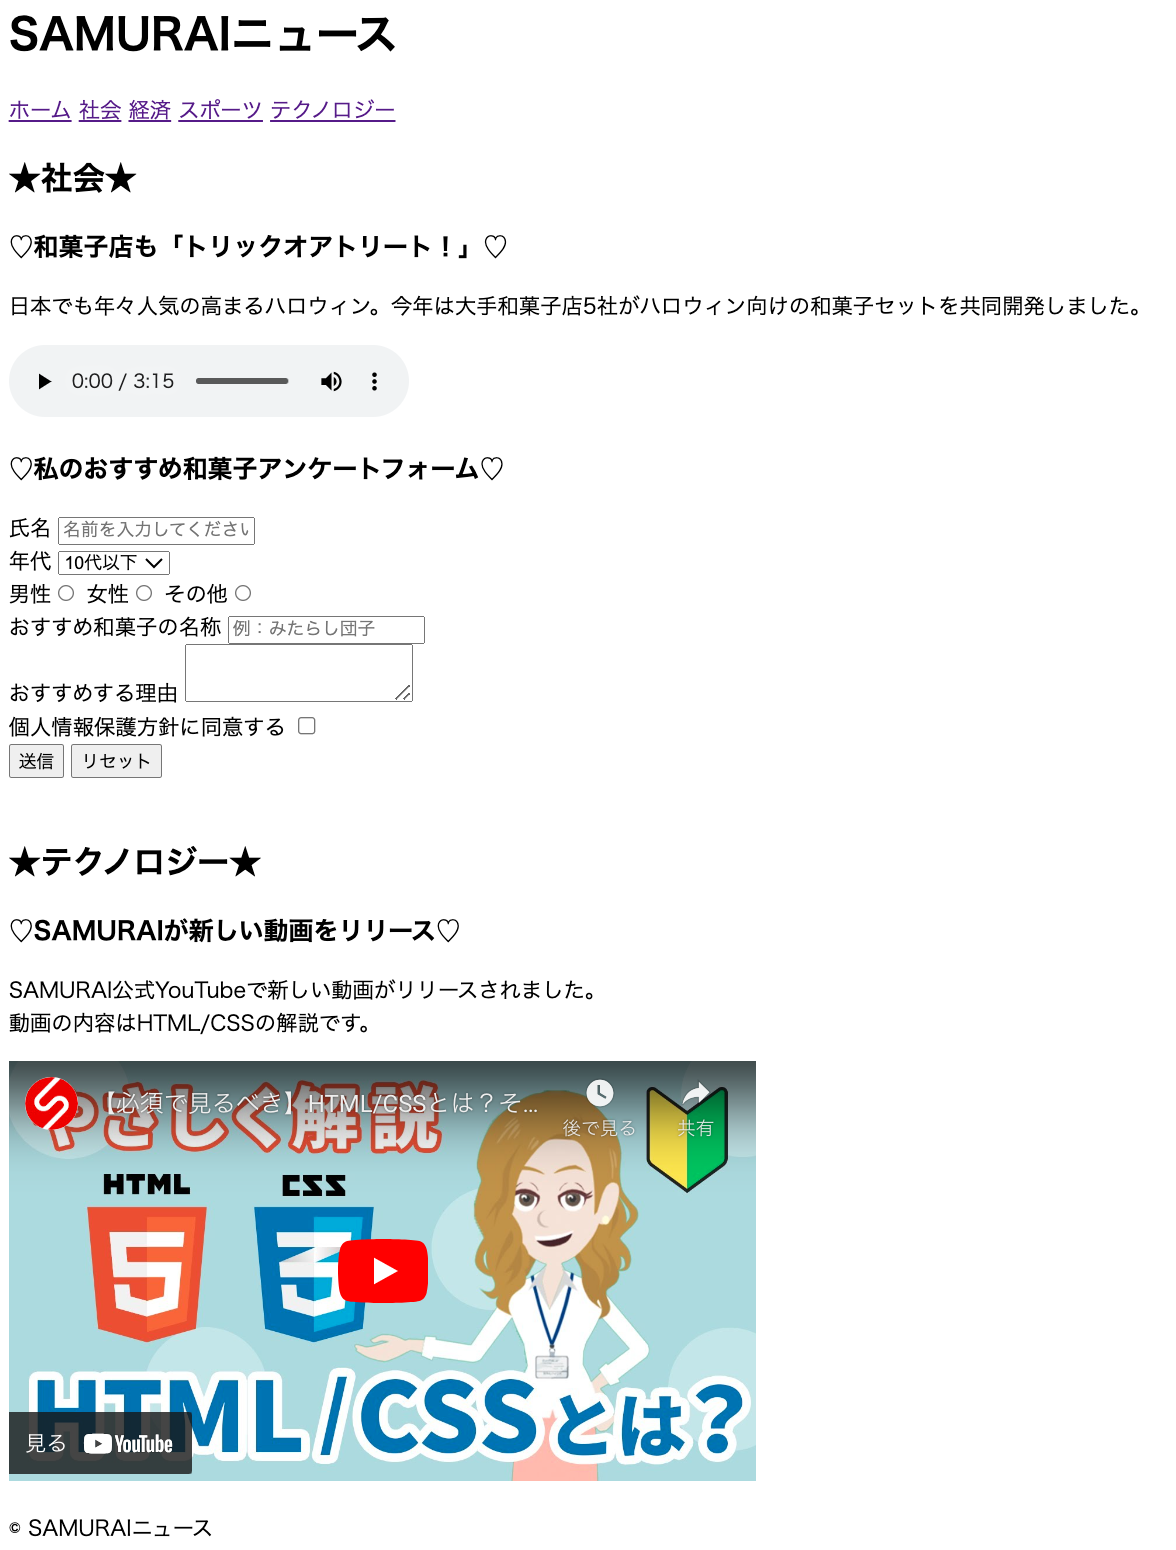 SAMURAIニュース
ホーム 社会 経済 スポーツ テクノロジー
★社会★
♡和菓子店も「トリックオアトリート！」♡
日本でも年々人気の高まるハロウィン。今年は大手和菓子店5社がハロウィン向けの和菓子セットを共同開発しました。
0:00 / 3:15
♡私のおすすめ和菓子アンケートフォーム♡
氏名 名前を入力してください
年代 10代以下
男性 女性 その他
おすすめ和菓子の名称 例：みたらし団子
おすすめする理由
個人情報保護方針に同意する
送信 リセット
★テクノロジー★
♡SAMURAIが新しい動画をリリース♡
SAMURAI公式YouTubeで新しい動画がリリースされました。
動画の内容はHTML/CSSの解説です。
【必須で見るべき】HTML/CSSとは？そ...
後で見る 共有
やさしく解説
HTML CSS
5 3
HTML/CSSとは？
見る YouTube
© SAMURAIニュース